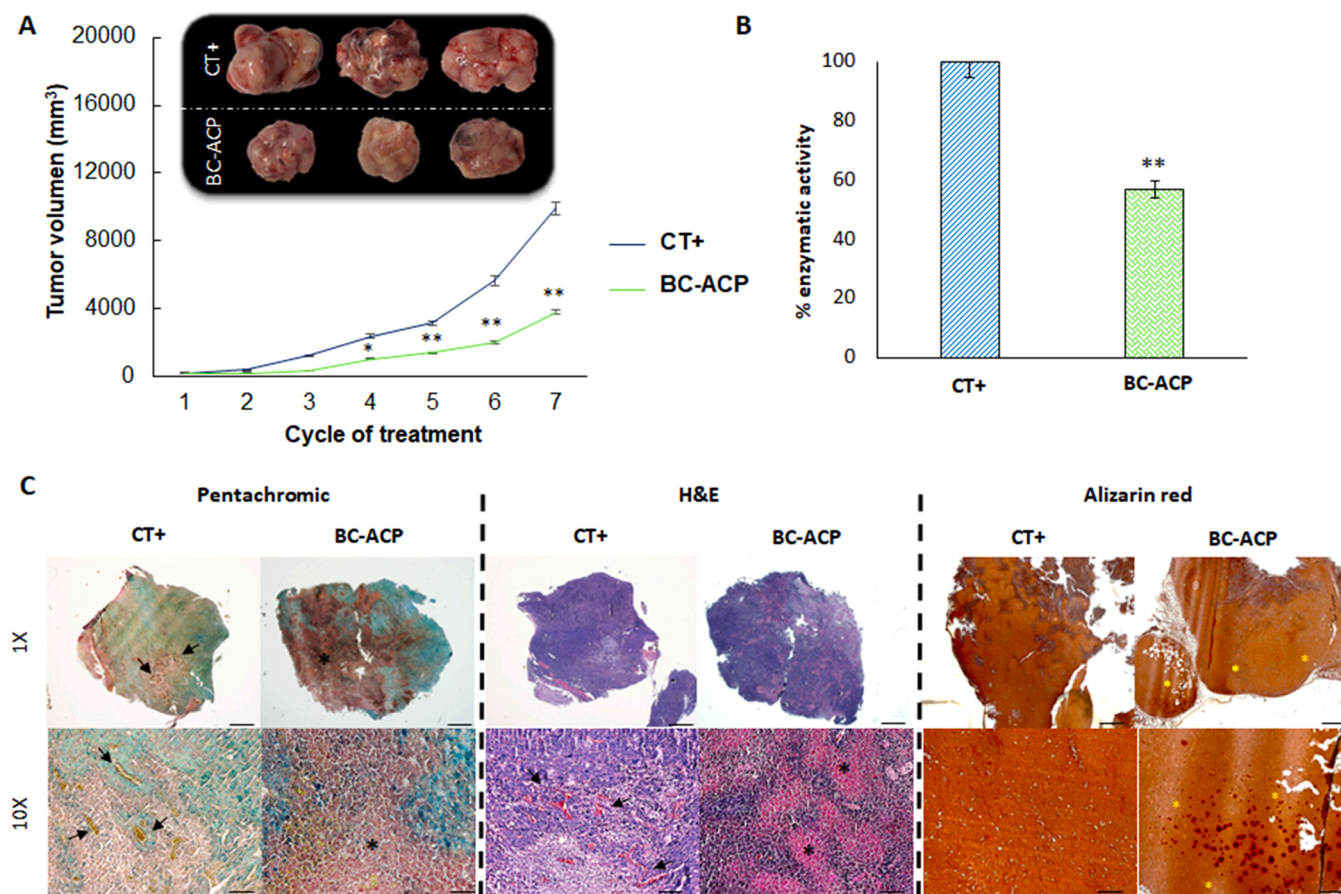 A
Tumor volumen (mm³)
20000
16000
12000
8000
4000
0
CT+
BC-ACP
*
**
**
**
CT+
BC-ACP
1 2 3 4 5 6 7
Cycle of treatment
B
% enzymatic activity
100
80
60
40
20
0
**
CT+ BC-ACP
C
Pentachromic H&E Alizarin red
CT+ BC-ACP CT+ BC-ACP CT+ BC-ACP
1X
*
*
*
10X
*
*
*
*
*
*